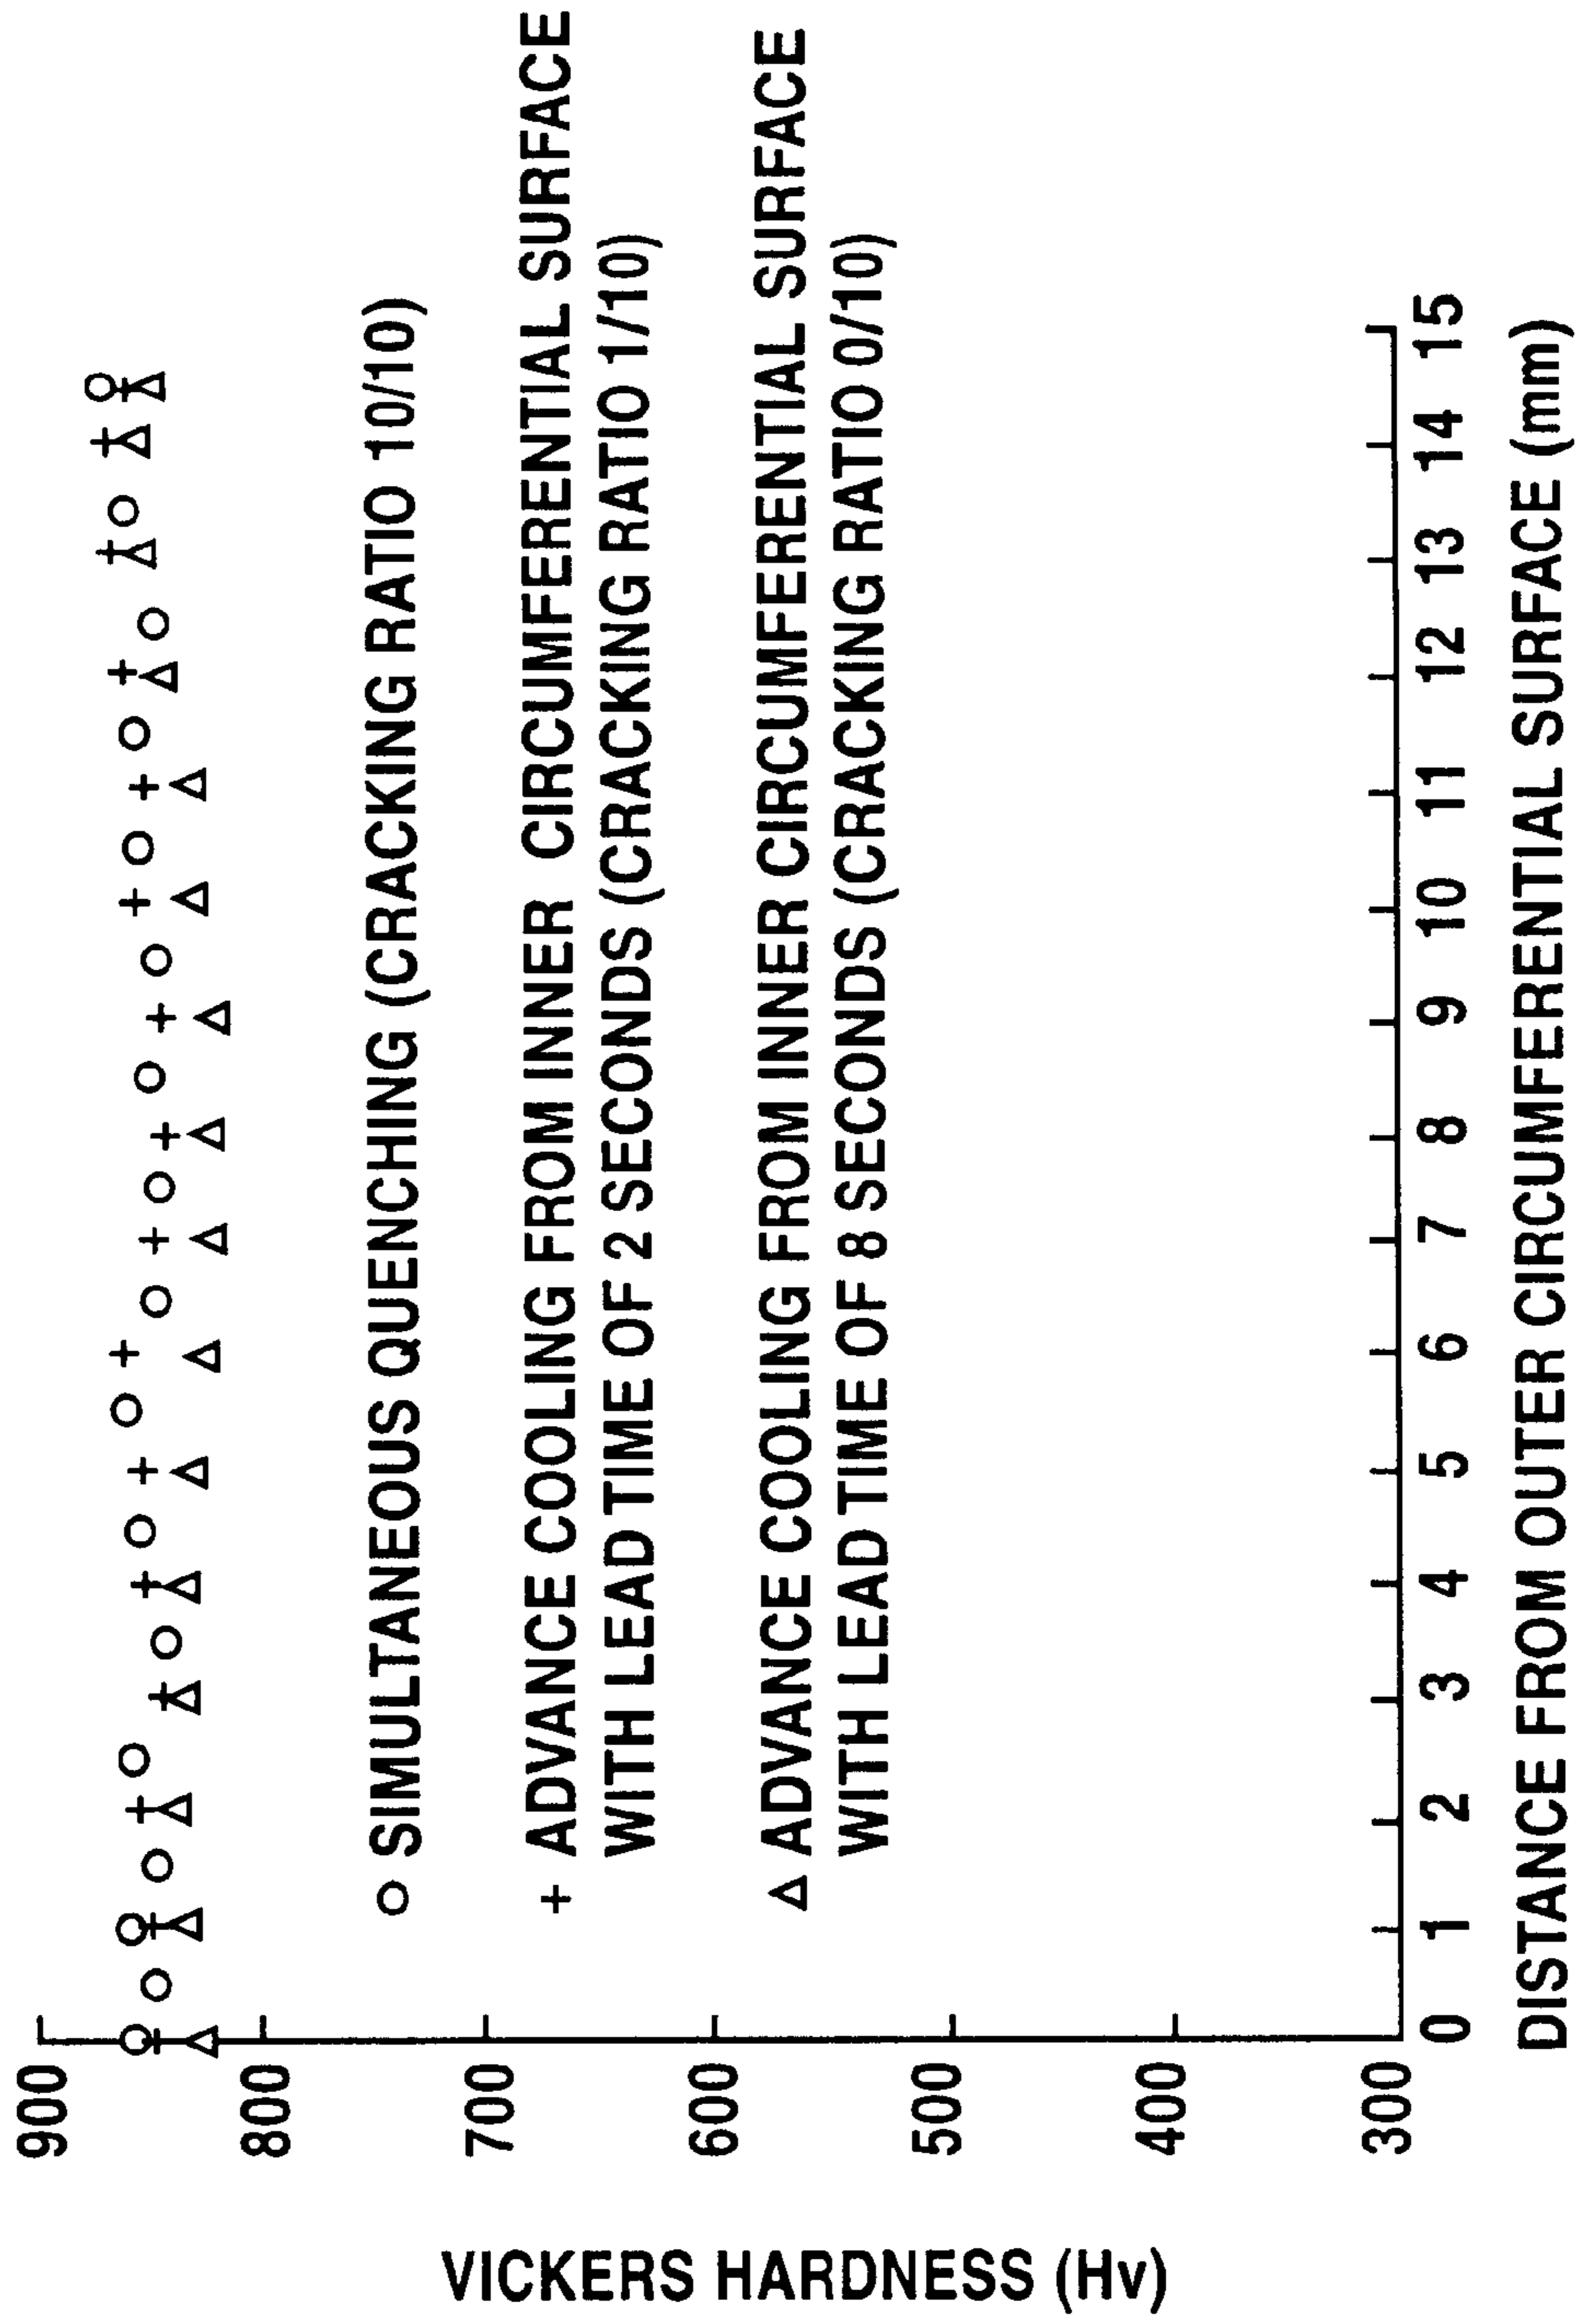 VICKERS HARDNESS (Hv)
900
800
700
600
500
400
300
○ SIMULTANEOUS QUENCHING (CRACKING RATIO 10/10)
+ ADVANCE COOLING FROM INNER CIRCUMFERENTIAL SURFACE
WITH LEAD TIME OF 2 SECONDS (CRACKING RATIO 1/10)
△ ADVANCE COOLING FROM INNER CIRCUMFERENTIAL SURFACE
WITH LEAD TIME OF 8 SECONDS (CRACKING RATIO 0/10)
0 1 2 3 4 5 6 7 8 9 10 11 12 13 14 15
DISTANCE FROM OUTER CIRCUMFERENTIAL SURFACE (mm)